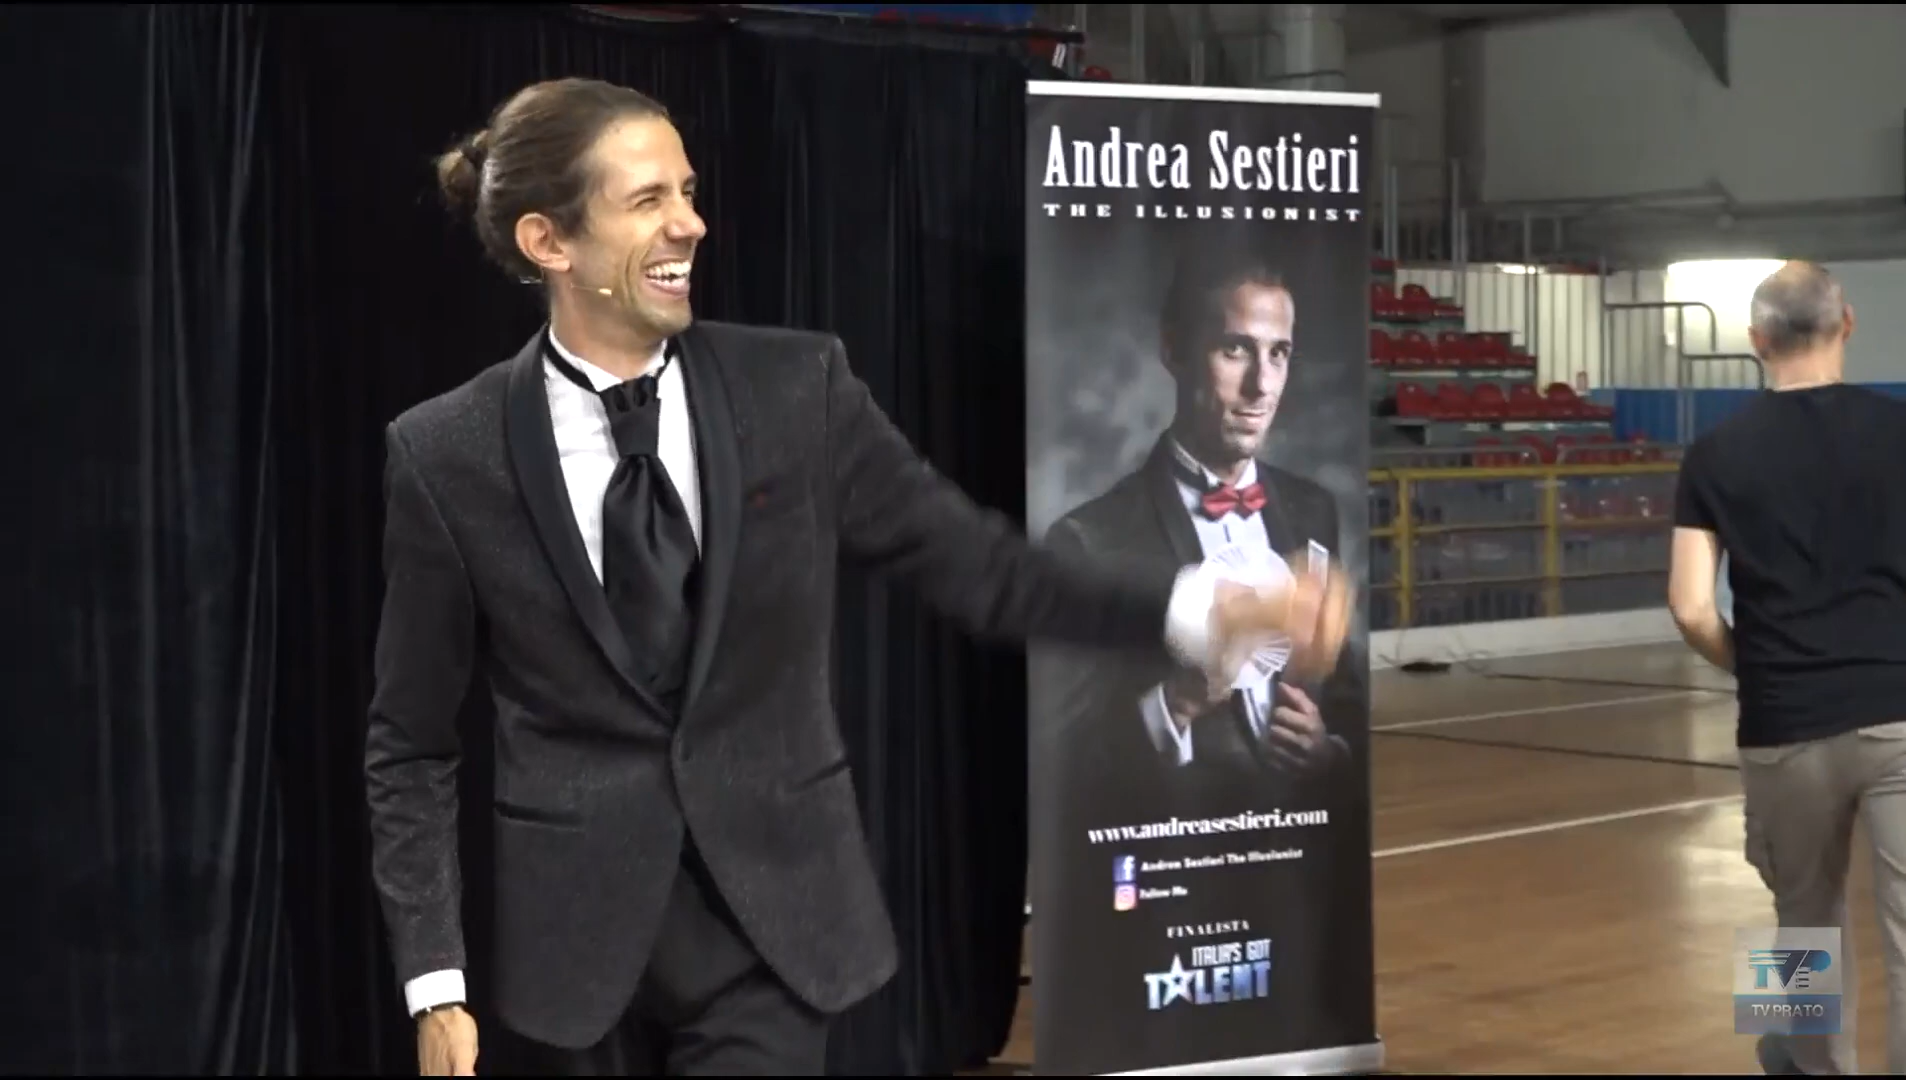 Andrea Sestieri
THE ILLUSIONIST
www.andreasestieri.com
f Andrea Sestieri The Illusionist
Follow Me
FINALISTA
ITALIA'S GOT
TALENT
TVP
TV PRATO